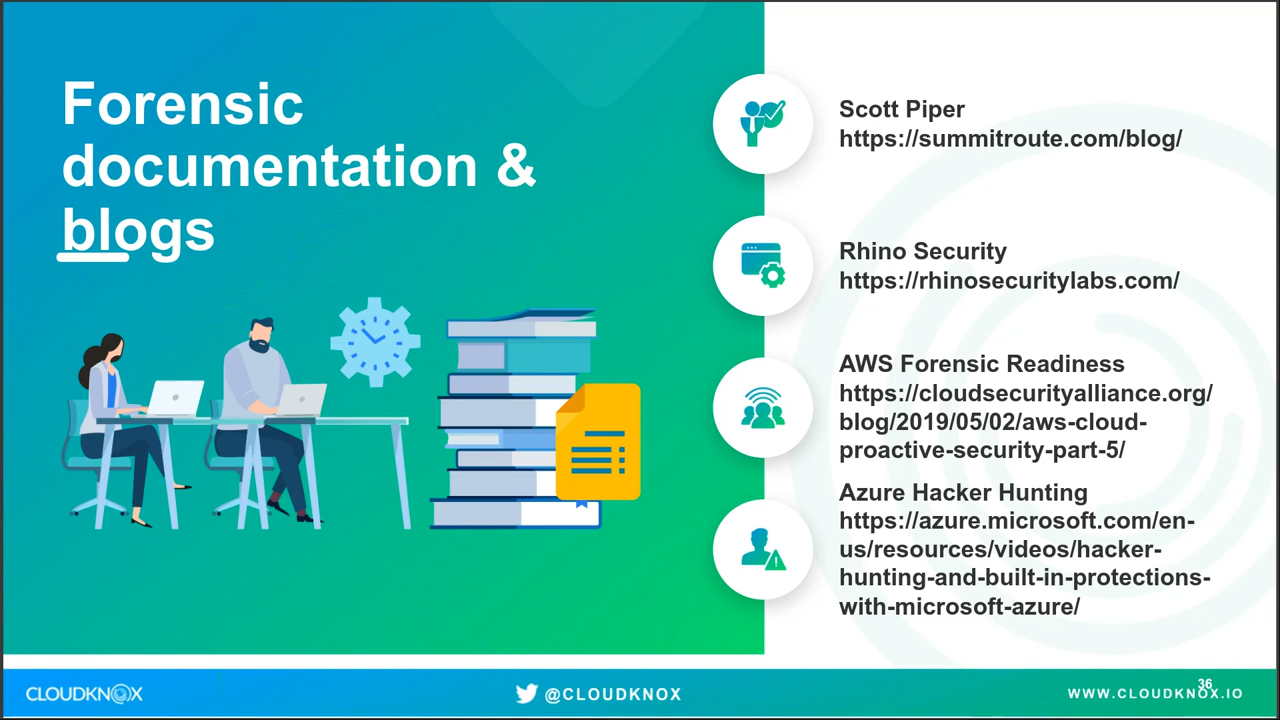 Forensic
documentation &
blogs
Scott Piper
https://summitroute.com/blog/
Rhino Security
https://rhinosecuritylabs.com/
AWS Forensic Readiness
https://cloudsecurityalliance.org/
blog/2019/05/02/aws-cloud-
proactive-security-part-5/
Azure Hacker Hunting
https://azure.microsoft.com/en-
us/resources/videos/hacker-
hunting-and-built-in-protections-
with-microsoft-azure/
CLOUDKNOX
@CLOUDKNOX
36
WWW.CLOUDKNOX.IO